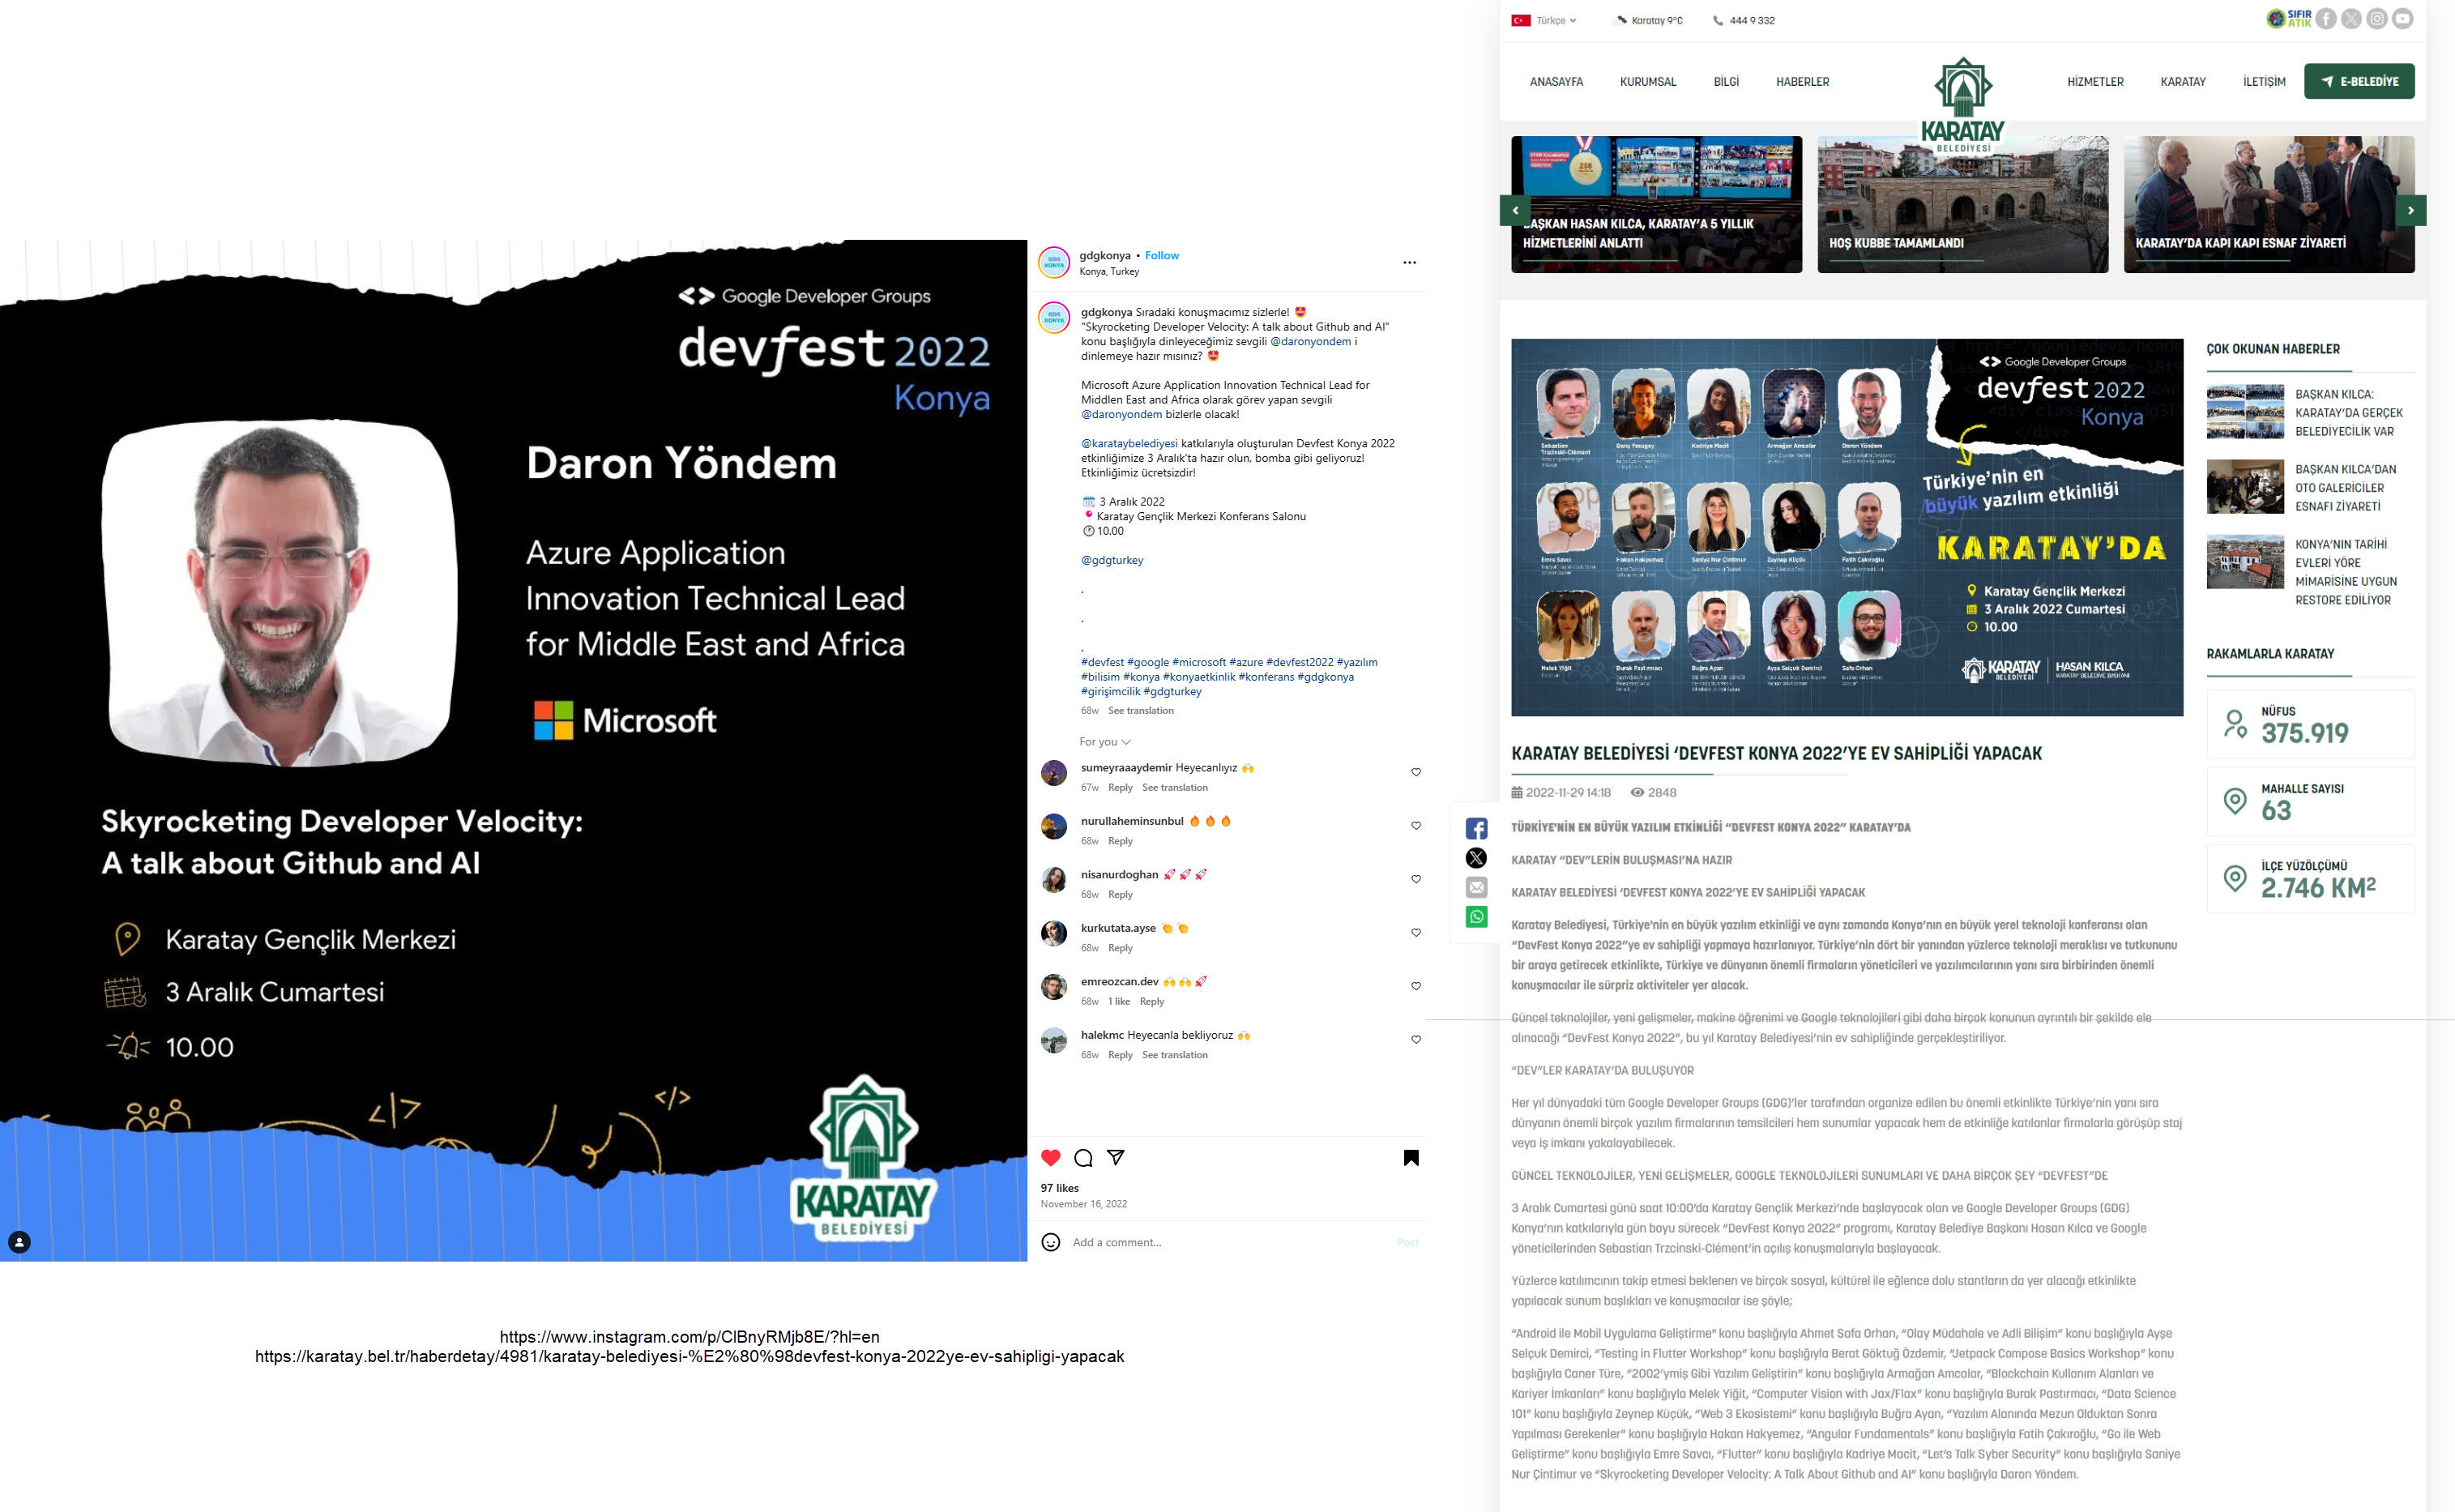 Google Developer Groups
devfest 2022
Konya
Daron Yöndem
Azure Application
Innovation Technical Lead
for Middle East and Africa
Microsoft
Skyrocketing Developer Velocity:
A talk about Github and AI
Karatay Gençlik Merkezi
3 Aralık Cumartesi
10.00
</>
KARATAY
BELEDİYESİ
gdgkonya • Follow
Konya, Turkey
gdgkonya Sıradaki konuşmacımız sizlerle! 🤩
"Skyrocketing Developer Velocity: A talk about Github and AI"
konu başlığıyla dinleyeceğimiz sevgili @daronyondem i
dinlemeye hazır mısınız? 🤩
Microsoft Azure Application Innovation Technical Lead for
Middlen East and Africa olarak görev yapan sevgili
@daronyondem bizlerle olacak!
@karataybelediyesi katkılarıyla oluşturulan Devfest Konya 2022
etkinliğimize 3 Aralık'ta hazır olun, bomba gibi geliyoruz!
Etkinliğimiz ücretsizdir!
🗓 3 Aralık 2022
📍 Karatay Gençlik Merkezi Konferans Salonu
🕐 10.00
@gdgturkey
.
.
.
#devfest #google #microsoft #azure #devfest2022 #yazılım
#bilisim #konya #konyaetkinlik #konferans #gdgkonya
#girişimcilik #gdgturkey
68w See translation
For you
sumeyraaaydemir Heyecanlıyız 🙌
67w Reply See translation
nurullaheminsunbul 🔥🔥🔥
68w Reply
nisanurdoghan 🚀🚀🚀
68w Reply
kurkutata.ayse 👏👏
68w Reply
emreozcan.dev 🙌🙌🚀
68w 1 like Reply
halekmc Heyecanla bekliyoruz 🙌
68w Reply See translation
97 likes
November 16, 2022
Add a comment...
Post
https://www.instagram.com/p/ClBnyRMjb8E/?hl=en
https://karatay.bel.tr/haberdetay/4981/karatay-belediyesi-%E2%80%98devfest-konya-2022ye-ev-sahipligi-yapacak
Türkçe
Karatay 9°C
444 9 332
SIFIR
ATIK
ANASAYFA KURUMSAL BİLGİ HABERLER
KARATAY
BELEDİYESİ
HİZMETLER KARATAY İLETİŞİM E-BELEDİYE
BAŞKAN HASAN KILCA, KARATAY'A 5 YILLIK
HİZMETLERİNİ ANLATTI
HOŞ KUBBE TAMAMLANDI
KARATAY'DA KAPI KAPI ESNAF ZİYARETİ
Google Developer Groups
devfest 2022
Konya
Sebastian
Trzcinski-Clément
Barış Yesugey
Kadriye Macit
Armağan Amcalar
Daron Yöndem
Emre Savcı
Hakan Hakyemez
Saniye Nur Çintimur
Zeynep Küçük
Fatih Çakıroğlu
Melek Yiğit
Burak Pastırmacı
Buğra Ayan
Ayşe Selçuk Demirci
Safa Orhan
Türkiye'nin en
büyük yazılım etkinliği
KARATAY'DA
Karatay Gençlik Merkezi
3 Aralık 2022 Cumartesi
10.00
KARATAY
BELEDİYESİ
HASAN KILCA
KARATAY BELEDİYE BAŞKANI
KARATAY BELEDİYESİ ‘DEVFEST KONYA 2022’YE EV SAHİPLİĞİ YAPACAK
2022-11-29 14:18 2848
TÜRKİYE'NİN EN BÜYÜK YAZILIM ETKİNLİĞİ “DEVFEST KONYA 2022” KARATAY’DA
KARATAY “DEV”LERİN BULUŞMASI’NA HAZIR
KARATAY BELEDİYESİ ‘DEVFEST KONYA 2022’YE EV SAHİPLİĞİ YAPACAK
Karatay Belediyesi, Türkiye’nin en büyük yazılım etkinliği ve aynı zamanda Konya’nın en büyük yerel teknoloji konferansı olan
“DevFest Konya 2022”ye ev sahipliği yapmaya hazırlanıyor. Türkiye’nin dört bir yanından yüzlerce teknoloji meraklısı ve tutkununu
bir araya getirecek etkinlikte, Türkiye ve dünyanın önemli firmaların yöneticileri ve yazılımcılarının yanı sıra birbirinden önemli
konuşmacılar ile sürpriz aktiviteler yer alacak.
Güncel teknolojiler, yeni gelişmeler, makine öğrenimi ve Google teknolojileri gibi daha birçok konunun ayrıntılı bir şekilde ele
alınacağı “DevFest Konya 2022”, bu yıl Karatay Belediyesi’nin ev sahipliğinde gerçekleştiriliyor.
“DEV”LER KARATAY’DA BULUŞUYOR
Her yıl dünyadaki tüm Google Developer Groups (GDG)’ler tarafından organize edilen bu önemli etkinlikte Türkiye’nin yanı sıra
dünyanın önemli birçok yazılım firmalarının temsilcileri hem sunumlar yapacak hem de etkinliğe katılanlar firmalarla görüşüp staj
veya iş imkanı yakalayabilecek.
GÜNCEL TEKNOLOJİLER, YENİ GELİŞMELER, GOOGLE TEKNOLOJİLERİ SUNUMLARI VE DAHA BİRÇOK ŞEY “DEVFEST”DE
3 Aralık Cumartesi günü saat 10:00’da Karatay Gençlik Merkezi’nde başlayacak olan ve Google Developer Groups (GDG)
Konya’nın katkılarıyla gün boyu sürecek “DevFest Konya 2022” programı, Karatay Belediye Başkanı Hasan Kılca ve Google
yöneticilerinden Sebastian Trzcinski-Clément’in açılış konuşmalarıyla başlayacak.
Yüzlerce katılımcının takip etmesi beklenen ve birçok sosyal, kültürel ile eğlence dolu stantların da yer alacağı etkinlikte
yapılacak sunum başlıkları ve konuşmacılar ise şöyle;
“Android ile Mobil Uygulama Geliştirme” konu başlığıyla Ahmet Safa Orhan, “Olay Müdahale ve Adli Bilişim” konu başlığıyla Ayşe
Selçuk Demirci, “Testing in Flutter Workshop” konu başlığıyla Berat Göktuğ Özdemir, “Jetpack Compose Basics Workshop” konu
başlığıyla Caner Türe, “2002’ymiş Gibi Yazılım Geliştirin” konu başlığıyla Armağan Amcalar, “Blockchain Kullanım Alanları ve
Kariyer İmkanları” konu başlığıyla Melek Yiğit, “Computer Vision with Jax/Flax” konu başlığıyla Burak Pastırmacı, “Data Science
101” konu başlığıyla Zeynep Küçük, “Web 3 Ekosistemi” konu başlığıyla Buğra Ayan, “Yazılım Alanında Mezun Olduktan Sonra
Yapılması Gerekenler” konu başlığıyla Hakan Hakyemez, “Angular Fundamentals” konu başlığıyla Fatih Çakıroğlu, “Go ile Web
Geliştirme” konu başlığıyla Emre Savcı, “Flutter” konu başlığıyla Kadriye Macit, “Let’s Talk Syber Security” konu başlığıyla Saniye
Nur Çintimur ve “Skyrocketing Developer Velocity: A Talk About Github and AI” konu başlığıyla Daron Yöndem.
ÇOK OKUNAN HABERLER
BAŞKAN KILCA:
KARATAY’DA GERÇEK
BELEDİYECİLİK VAR
BAŞKAN KILCA’DAN
OTO GALERİCİLER
ESNAFI ZİYARETİ
KONYA’NIN TARİHİ
EVLERİ YÖRE
MİMARİSİNE UYGUN
RESTORE EDİLİYOR
RAKAMLARLA KARATAY
NÜFUS
375.919
MAHALLE SAYISI
63
İLÇE YÜZÖLÇÜMÜ
2.746 KM²